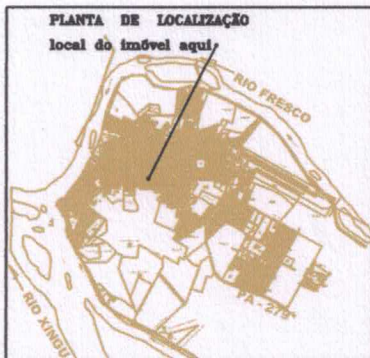 PLANTA DE LOCALIZAÇÃO
local do imóvel aqui
RIO FRESCO
PA - 279
RIO XINGU